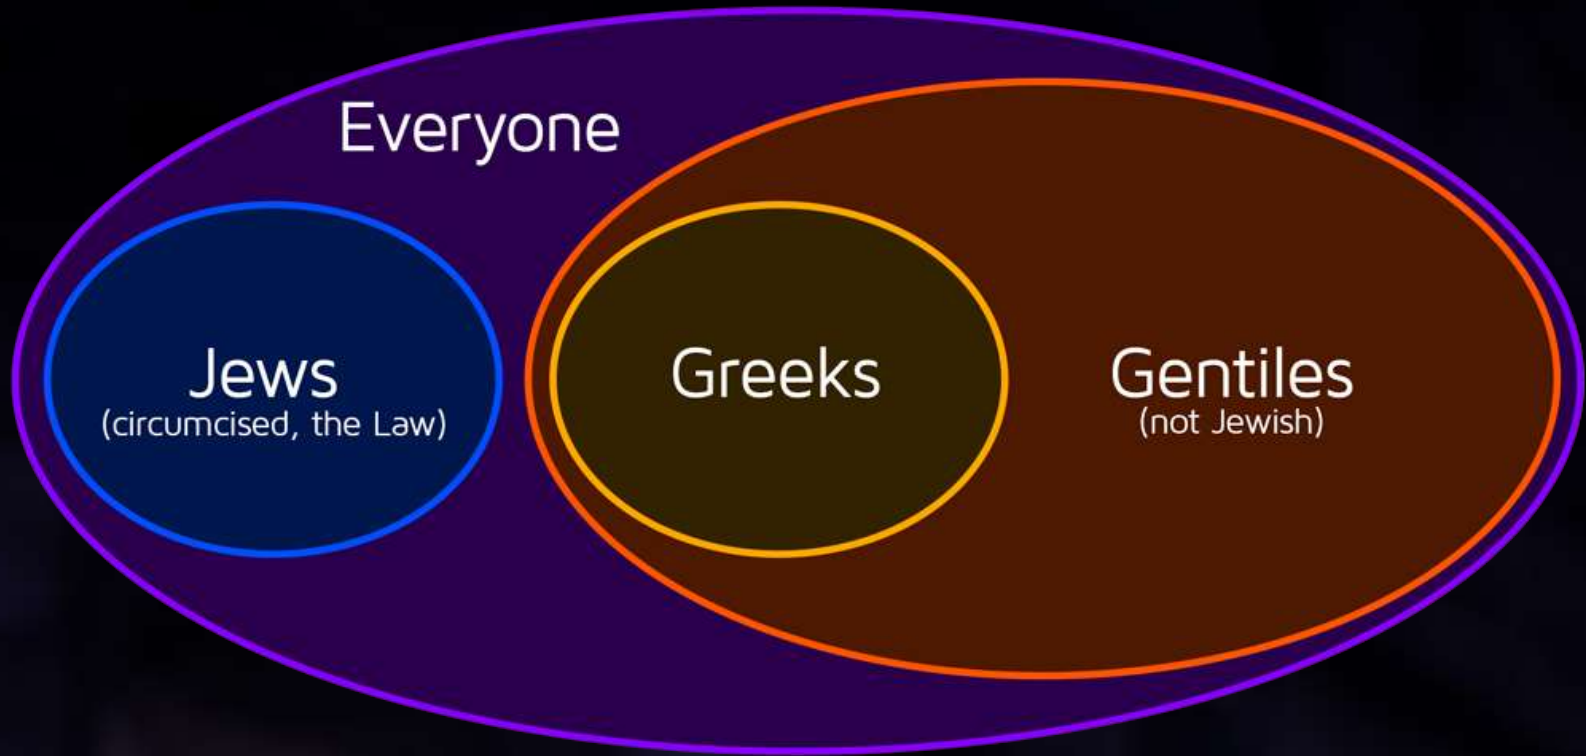 Everyone
Jews
(circumcised, the Law)
Greeks
Gentiles
(not Jewish)